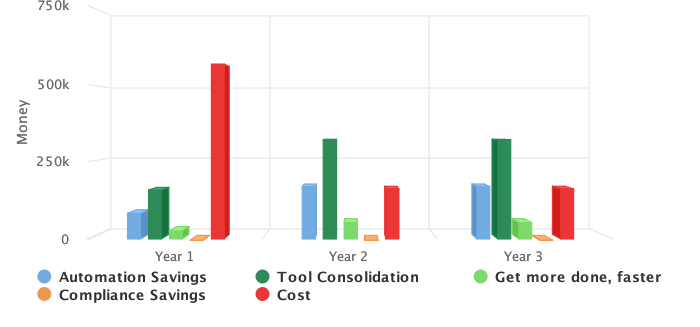 750k
500k
250k
0
Money
Year 1 Year 2 Year 3
Automation Savings Tool Consolidation Get more done, faster
Compliance Savings Cost